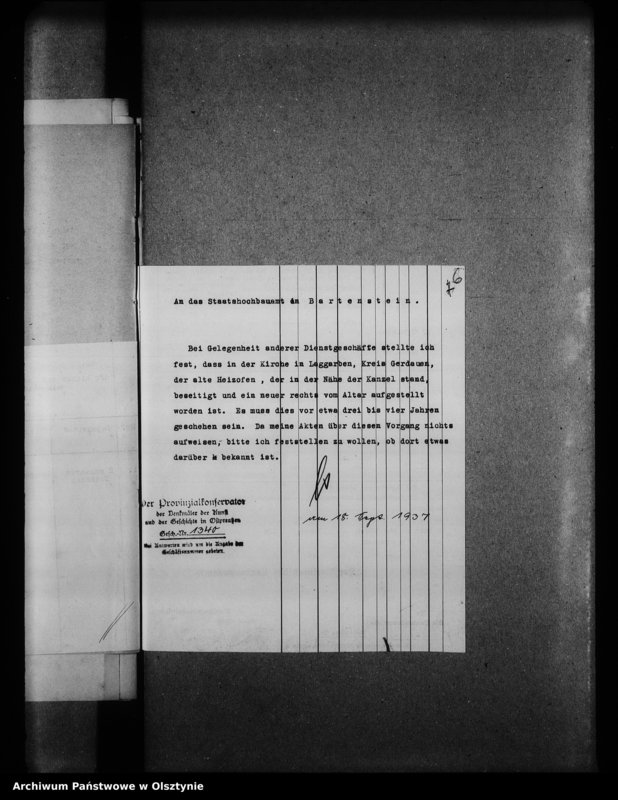 76
An das Staatshochbauamt in Bartenstein.
Bei Gelegenheit anderer Dienstgeschäfte stellte ich
fest, dass in der Kirche in Laggarben, Kreis Gerdauen,
der alte Heizofen , der in der Nähe der Kanzel stand,
beseitigt und ein neuer rechts vom Altar aufgestellt
worden ist. Es muss dies vor etwa drei bis vier Jahren
geschehen sein. Da meine Akten über diesen Vorgang nichts
aufweisen, bitte ich feststellen zu wollen, ob dort etwas
darüber bekannt ist.
Der Provinzialkonservator
der Denkmäler der Kunst
und der Geschichte in Ostpreußen
Gesch.-Nr. 1340
Bei Antworten wird um die Angabe der
Geschäftsnummer gebeten.
18. 1937
Archiwum Państwowe w Olsztynie